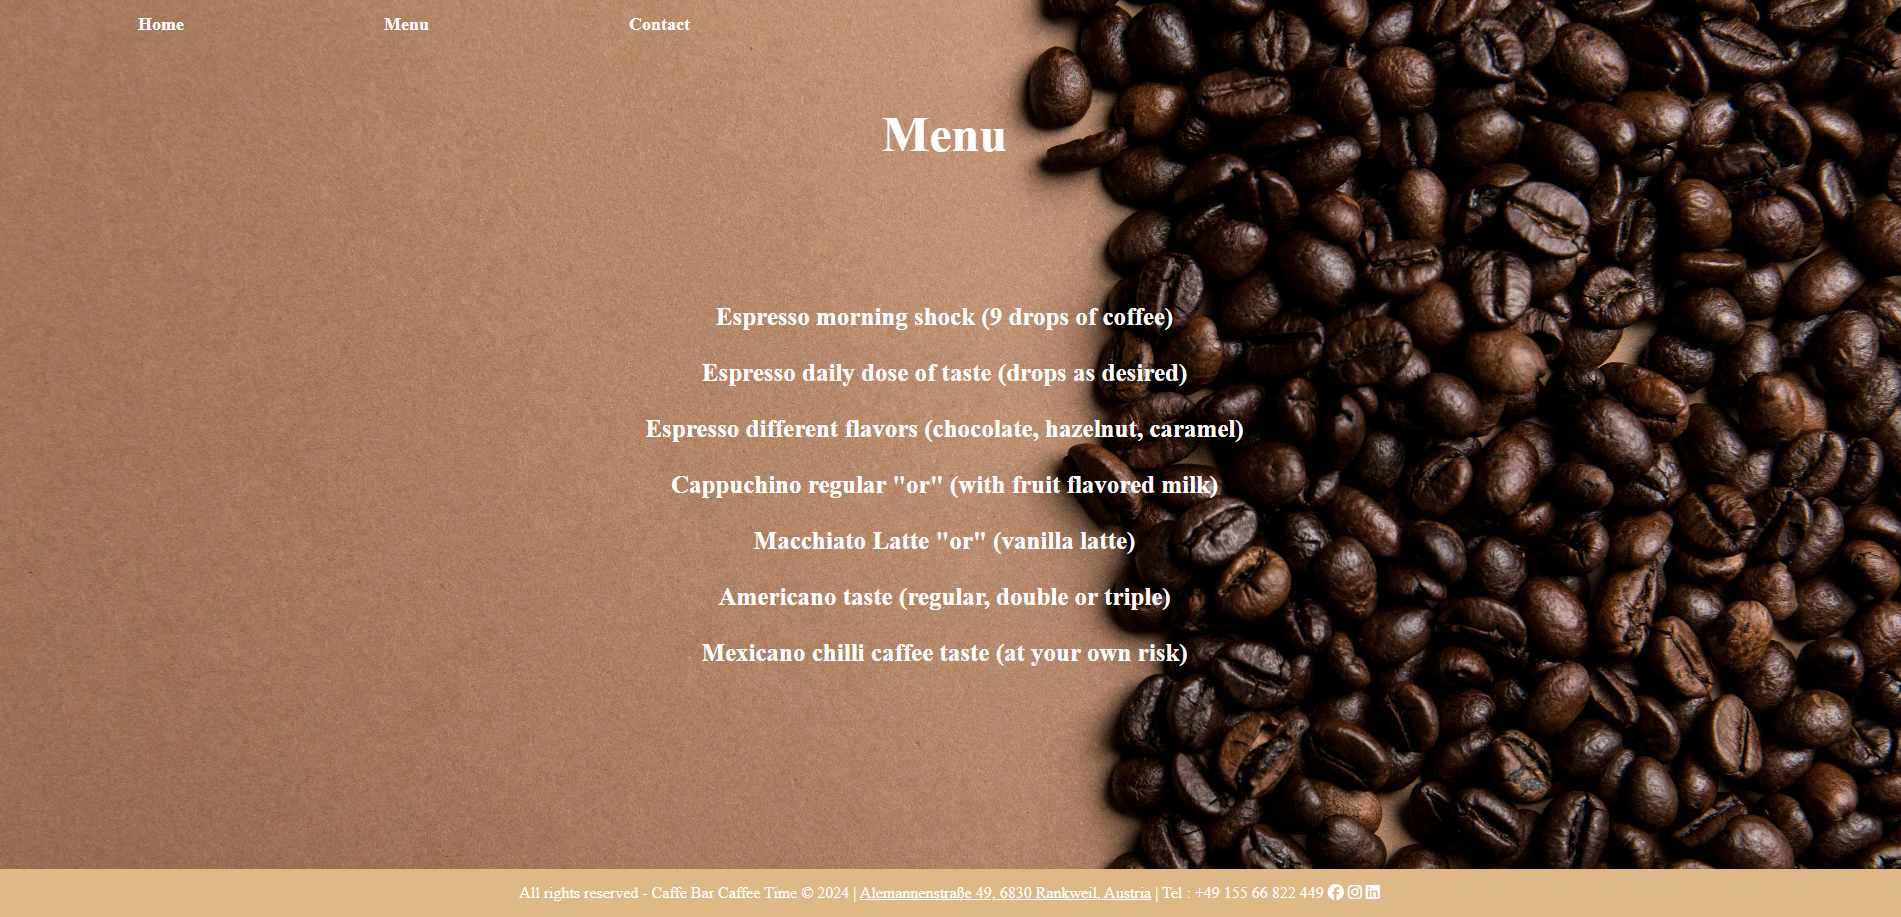 Home Menu Contact
Menu
Espresso morning shock (9 drops of coffee)
Espresso daily dose of taste (drops as desired)
Espresso different flavors (chocolate, hazelnut, caramel)
Cappuchino regular "or" (with fruit flavored milk)
Macchiato Latte "or" (vanilla latte)
Americano taste (regular, double or triple)
Mexicano chilli caffee taste (at your own risk)
All rights reserved - Caffe Bar Caffee Time © 2024 | Alemannenstraße 49, 6830 Rankweil, Austria | Tel : +49 155 66 822 449